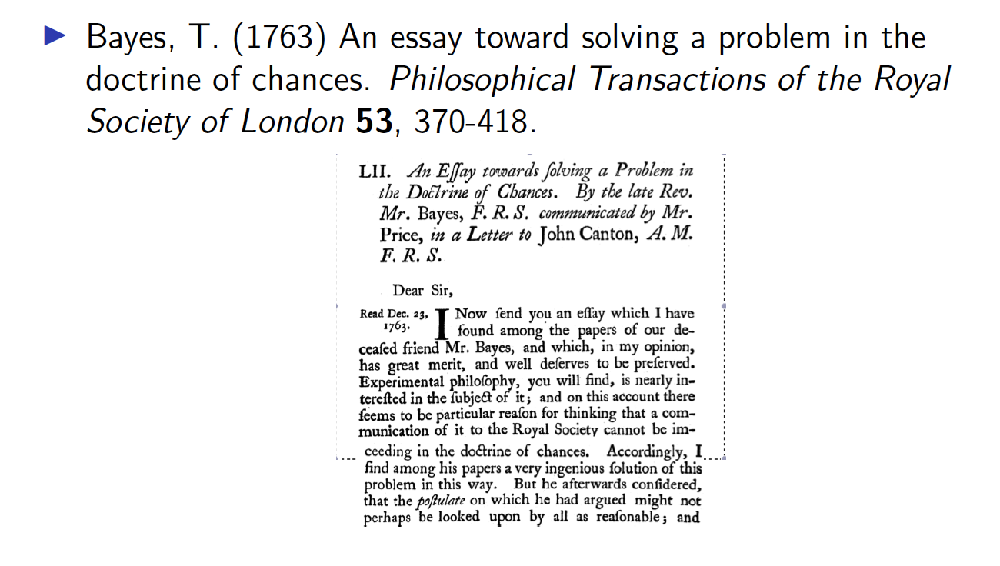 Bayes, T. (1763) An essay toward solving a problem in the
doctrine of chances. Philosophical Transactions of the Royal
Society of London 53, 370-418.
LII. An Eſſay towards ſolving a Problem in
the Doctrine of Chances. By the late Rev.
Mr. Bayes, F. R. S. communicated by Mr.
Price, in a Letter to John Canton, A. M.
F. R. S.
Dear Sir,
Read Dec. 23,
1763.
I Now ſend you an eſſay which I have
found among the papers of our de-
ceaſed friend Mr. Bayes, and which, in my opinion,
has great merit, and well deſerves to be preſerved.
Experimental philoſophy, you will find, is nearly in-
tereſted in the ſubject of it; and on this account there
ſeems to be particular reaſon for thinking that a com-
munication of it to the Royal Society cannot be im-
ceeding in the doctrine of chances. Accordingly, I
find among his papers a very ingenious ſolution of this
problem in this way. But he afterwards conſidered,
that the poſtulate on which he had argued might not
perhaps be looked upon by all as reaſonable; and